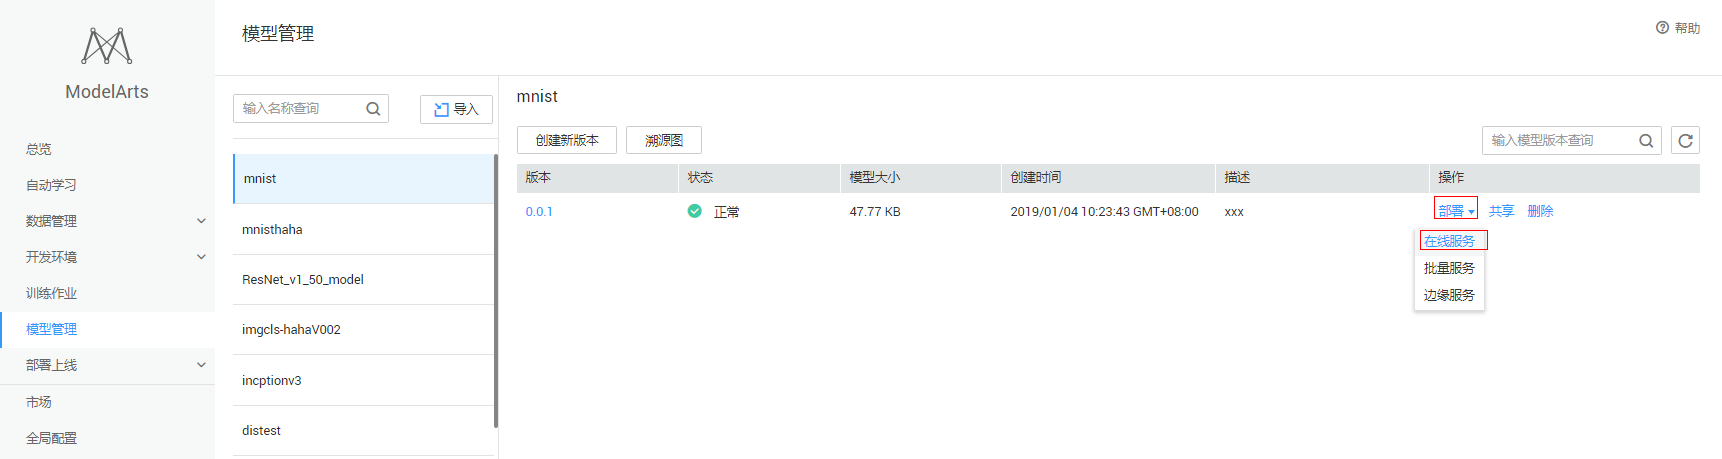 ModelArts
总览
自动学习
数据管理
开发环境
训练作业
模型管理
部署上线
市场
全局配置
模型管理
帮助
输入名称查询
导入
mnist
mnisthaha
ResNet_v1_50_model
imgcls-hahaV002
incptionv3
distest
mnist
创建新版本 溯源图 输入模型版本查询
版本 状态 模型大小 创建时间 描述 操作
0.0.1 正常 47.77 KB 2019/01/04 10:23:43 GMT+08:00 xxx 部署 共享 删除
在线服务
批量服务
边缘服务